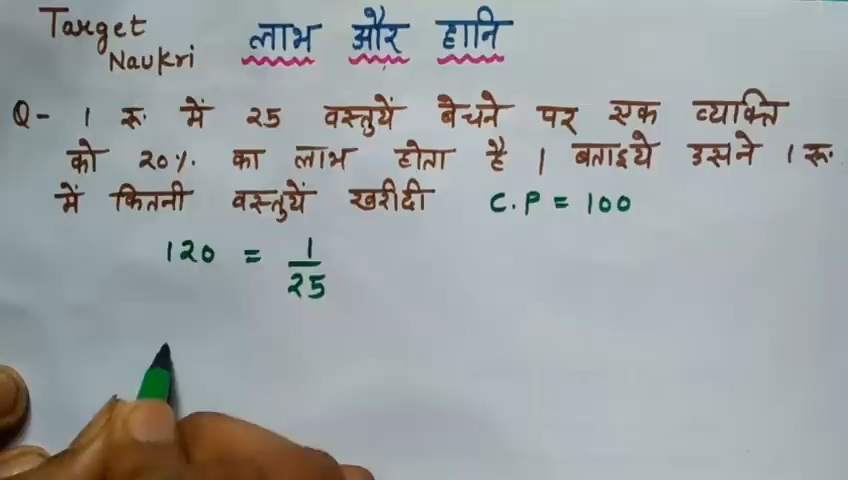 Target
Naukri
लाभ और हानि
Q- 1 रू. में 25 वस्तुयें बेचने पर एक व्यक्ति
को 20% का लाभ होता है । बताइये उसने 1 रू.
में कितनी वस्तुयें खरीदी C.P = 100
120 = 1/25